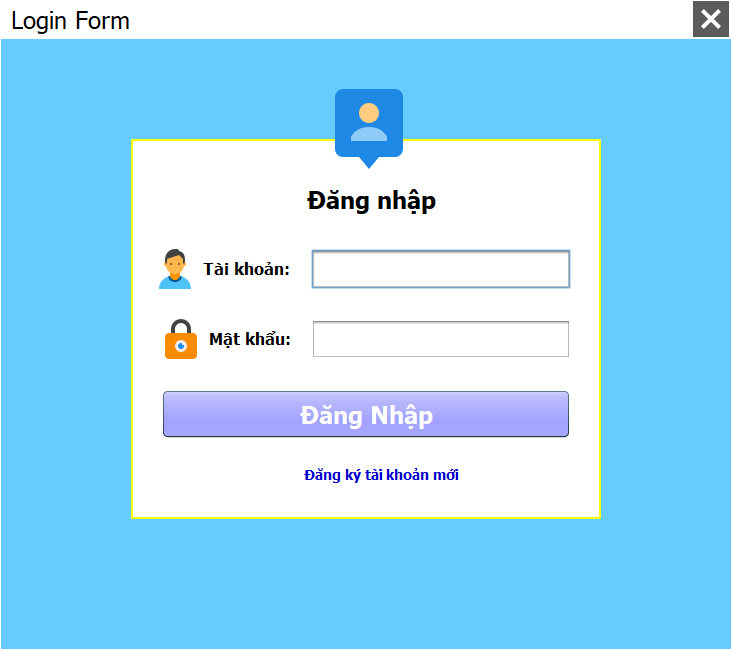 Login Form
Đăng nhập
Tài khoản:
Mật khẩu:
Đăng Nhập
Đăng ký tài khoản mới